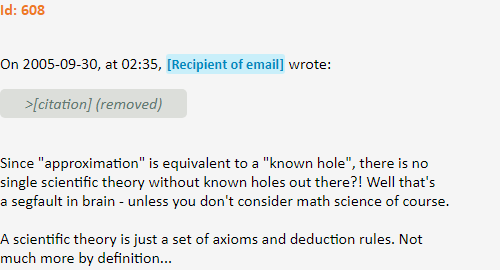 Id: 608
On 2005-09-30, at 02:35, [Recipient of email] wrote:
>[citation] (removed)
Since "approximation" is equivalent to a "known hole", there is no
single scientific theory without known holes out there?! Well that's
a segfault in brain - unless you don't consider math science of course.
A scientific theory is just a set of axioms and deduction rules. Not
much more by definition...